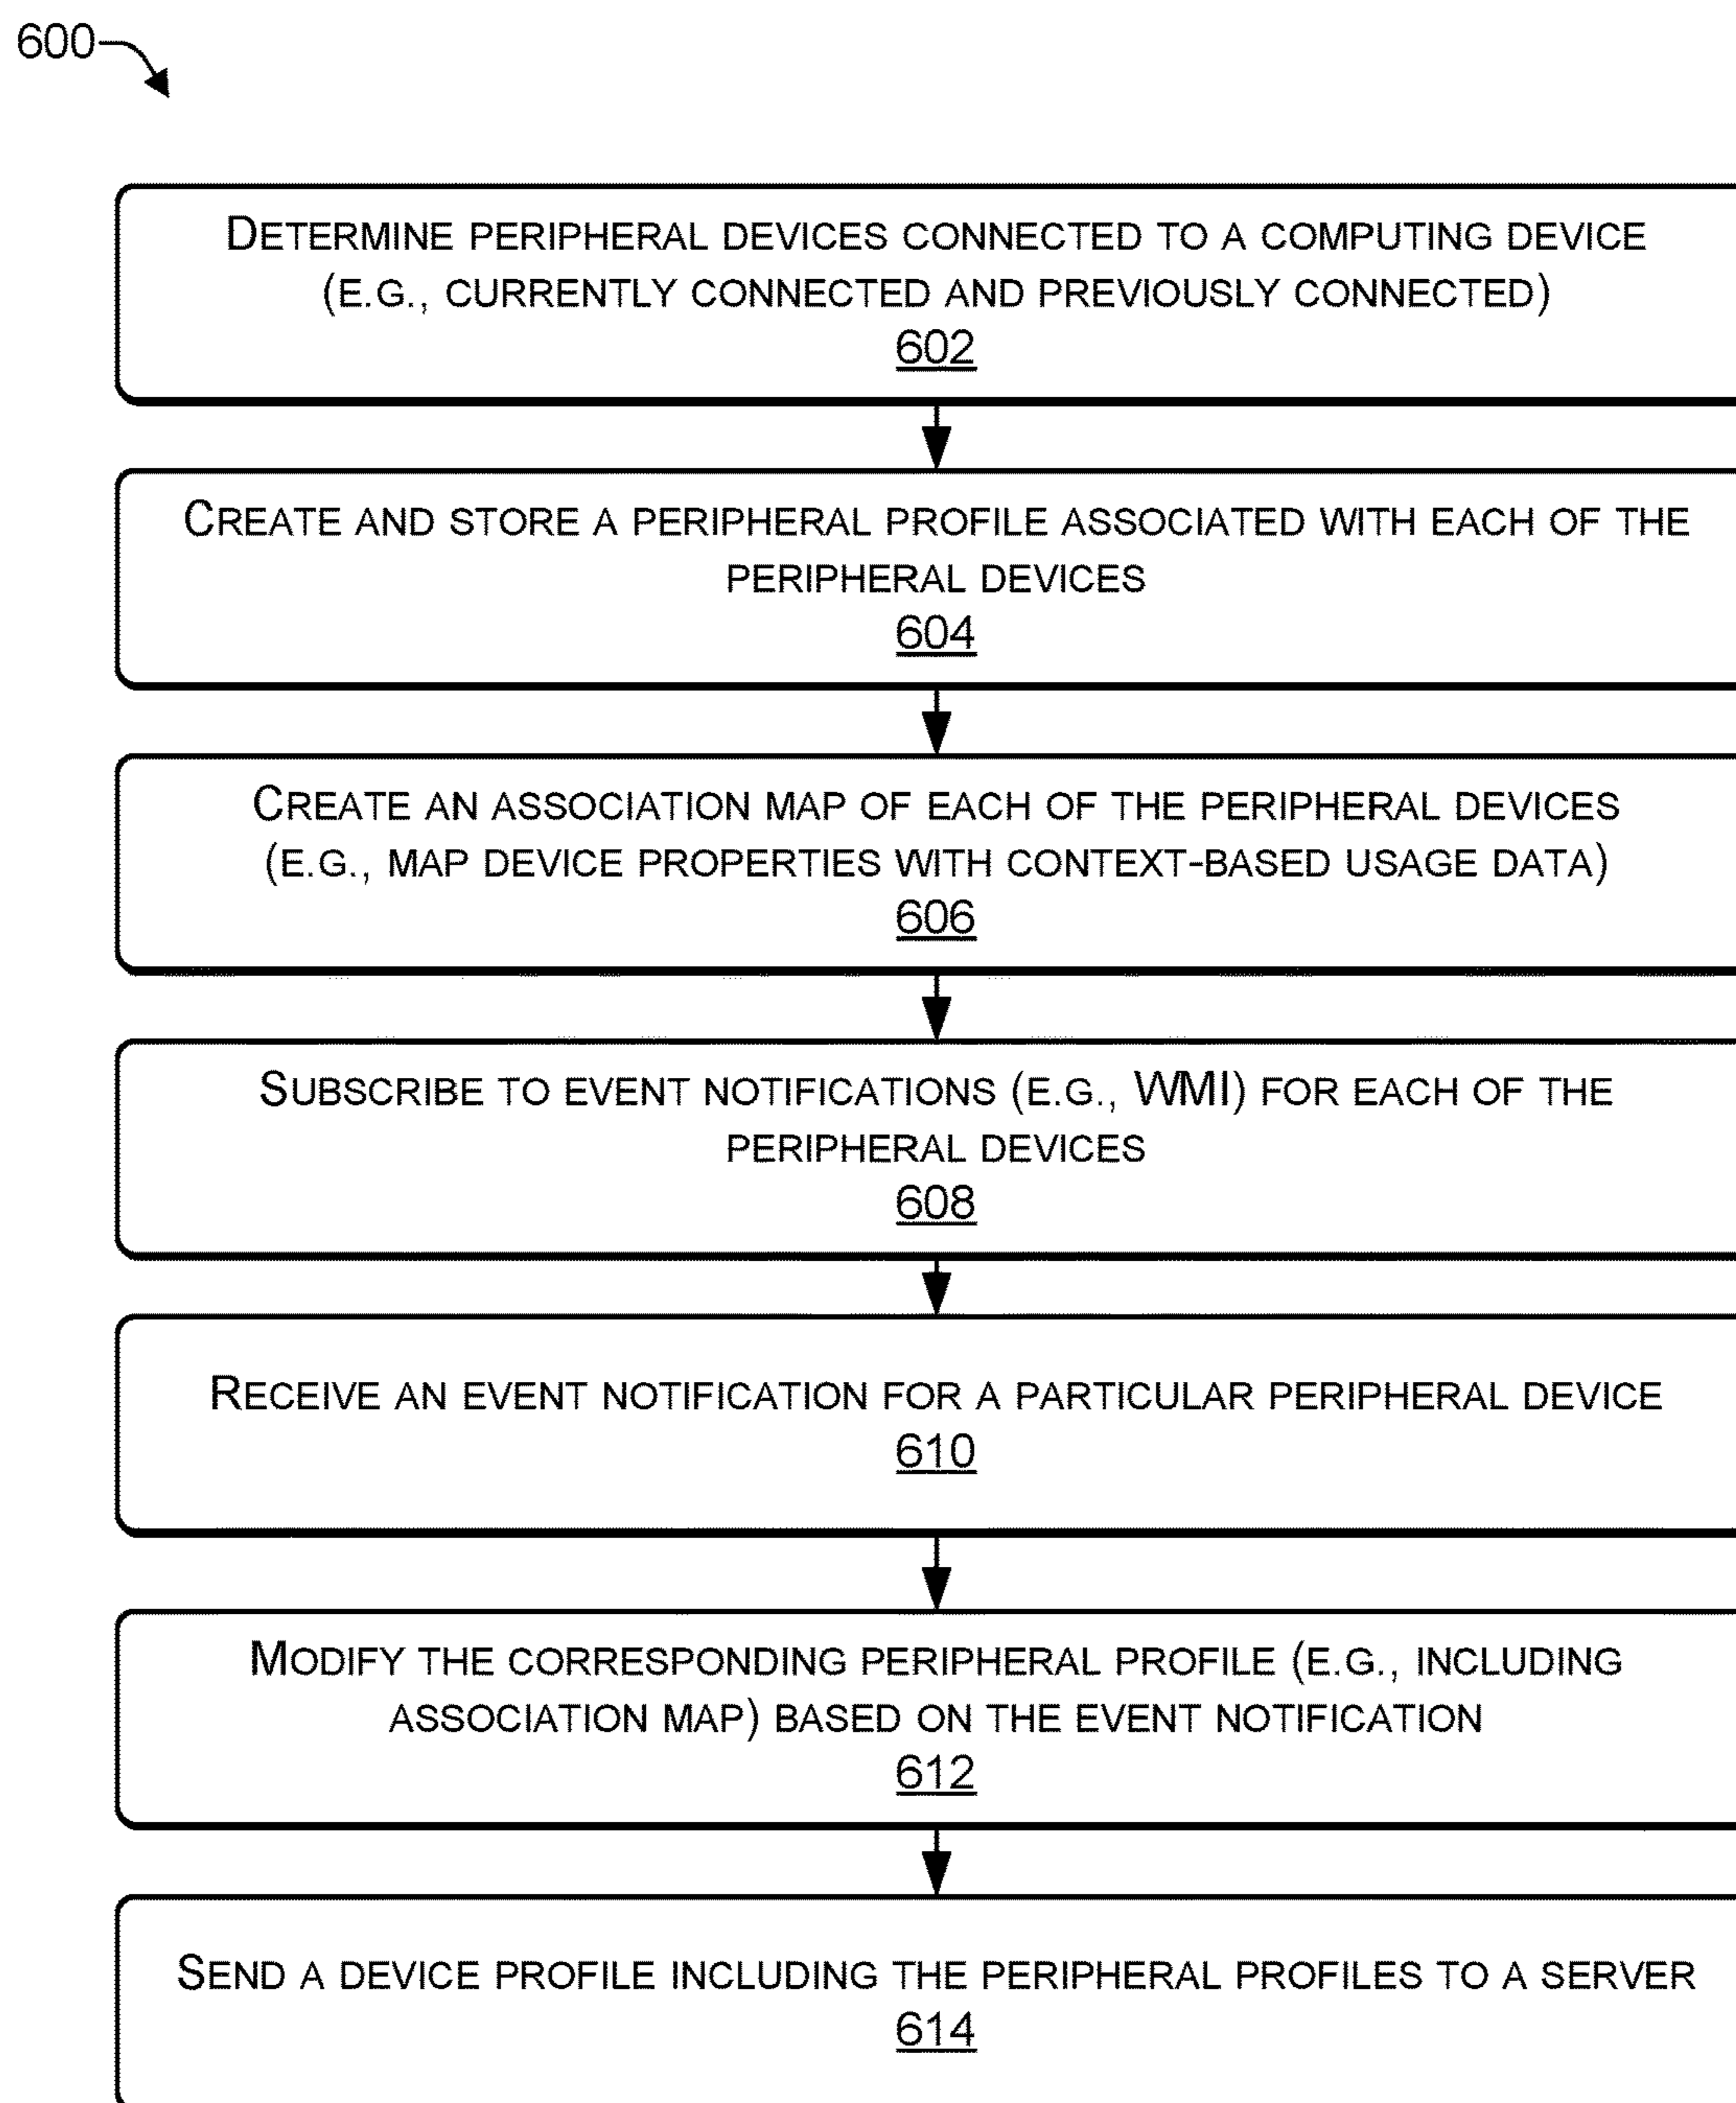 600
DETERMINE PERIPHERAL DEVICES CONNECTED TO A COMPUTING DEVICE
(E.G., CURRENTLY CONNECTED AND PREVIOUSLY CONNECTED)
602
CREATE AND STORE A PERIPHERAL PROFILE ASSOCIATED WITH EACH OF THE
PERIPHERAL DEVICES
604
CREATE AN ASSOCIATION MAP OF EACH OF THE PERIPHERAL DEVICES
(E.G., MAP DEVICE PROPERTIES WITH CONTEXT-BASED USAGE DATA)
606
SUBSCRIBE TO EVENT NOTIFICATIONS (E.G., WMI) FOR EACH OF THE
PERIPHERAL DEVICES
608
RECEIVE AN EVENT NOTIFICATION FOR A PARTICULAR PERIPHERAL DEVICE
610
MODIFY THE CORRESPONDING PERIPHERAL PROFILE (E.G., INCLUDING
ASSOCIATION MAP) BASED ON THE EVENT NOTIFICATION
612
SEND A DEVICE PROFILE INCLUDING THE PERIPHERAL PROFILES TO A SERVER
614